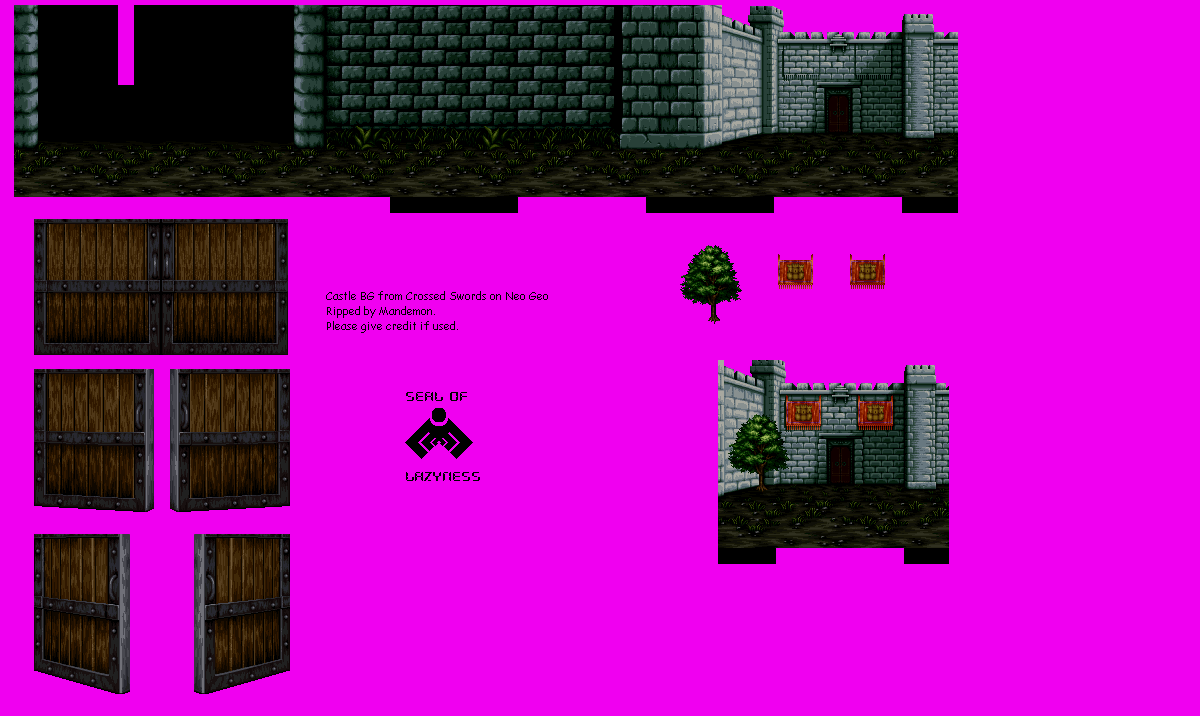 Castle BG from Crossed Swords on Neo Geo
Ripped by Mandemon.
Please give credit if used.
SEAL OF
LAZYNESS